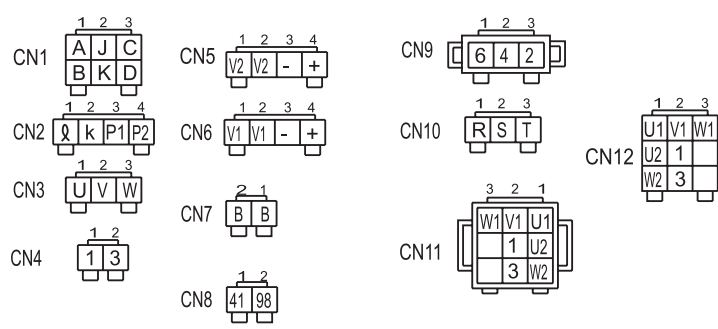 1 2 3
CN1
A J C
B K D
1 2 3 4
CN2
ℓ k P1 P2
1 2 3
CN3
U V W
1 2
CN4
1 3
1 2 3 4
CN5
V2 V2 - +
1 2 3 4
CN6
V1 V1 - +
2 1
CN7
B B
1 2
CN8
41 98
1 2 3
CN9
6 4 2
1 2 3
CN10
R S T
3 2 1
CN11
W1 V1 U1
1 U2
3 W2
1 2 3
CN12
U1 V1 W1
U2 1
W2 3